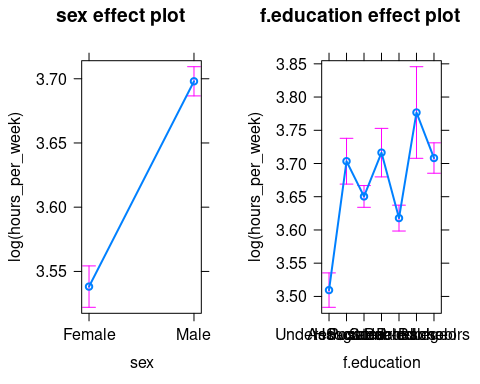 sex effect plot
log(hours_per_week)
3.70
3.65
3.60
3.55
Female Male
sex
f.education effect plot
log(hours_per_week)
3.85
3.80
3.75
3.70
3.65
3.60
3.55
3.50
f.education